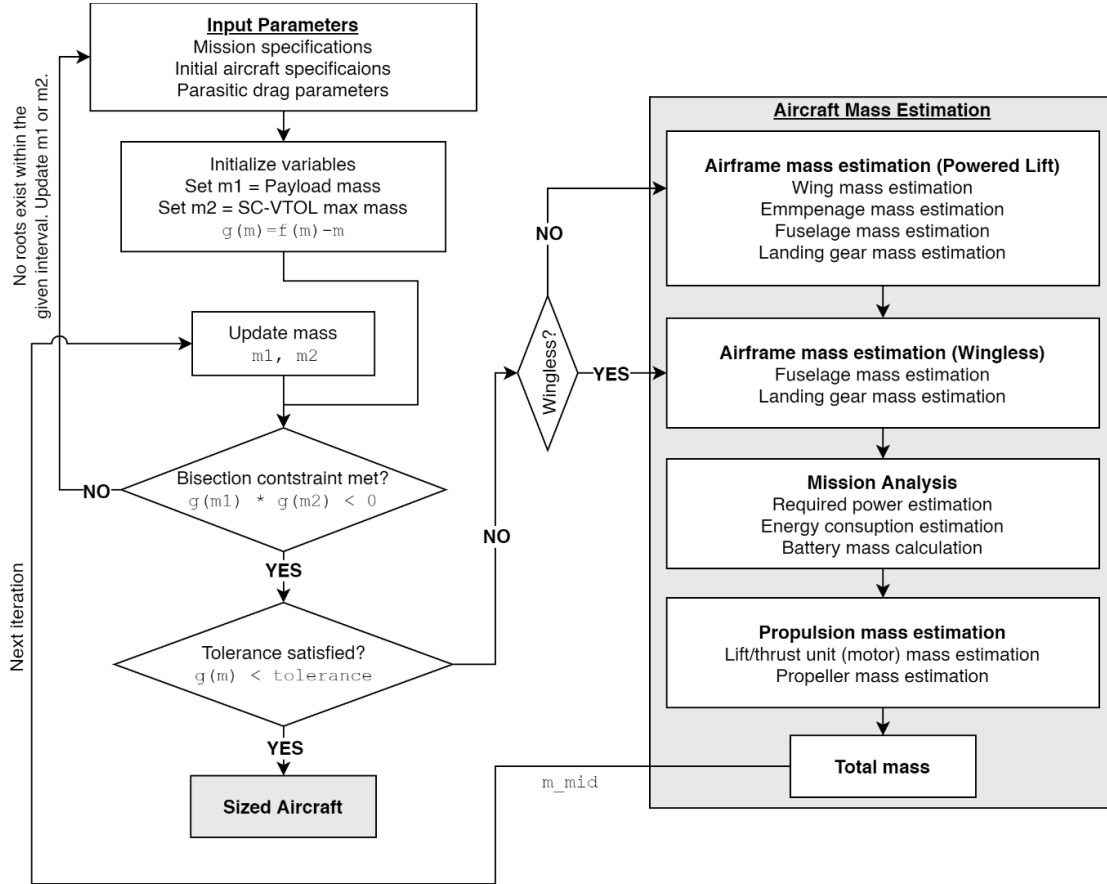 Input Parameters
Mission specifications
Initial aircraft specificaions
Parasitic drag parameters
No roots exist within the
given interval. Update m1 or m2.
Initialize variables
Set m1 = Payload mass
Set m2 = SC-VTOL max mass
g(m)=f(m)-m
Update mass
m1, m2
Bisection contstraint met?
g(m1) * g(m2) < 0
NO
YES
Tolerance satisfied?
g(m) < tolerance
NO
YES
Sized Aircraft
Next iteration
Wingless?
NO
YES
Aircraft Mass Estimation
Airframe mass estimation (Powered Lift)
Wing mass estimation
Emmpenage mass estimation
Fuselage mass estimation
Landing gear mass estimation
Airframe mass estimation (Wingless)
Fuselage mass estimation
Landing gear mass estimation
Mission Analysis
Required power estimation
Energy consuption estimation
Battery mass calculation
Propulsion mass estimation
Lift/thrust unit (motor) mass estimation
Propeller mass estimation
Total mass
m_mid